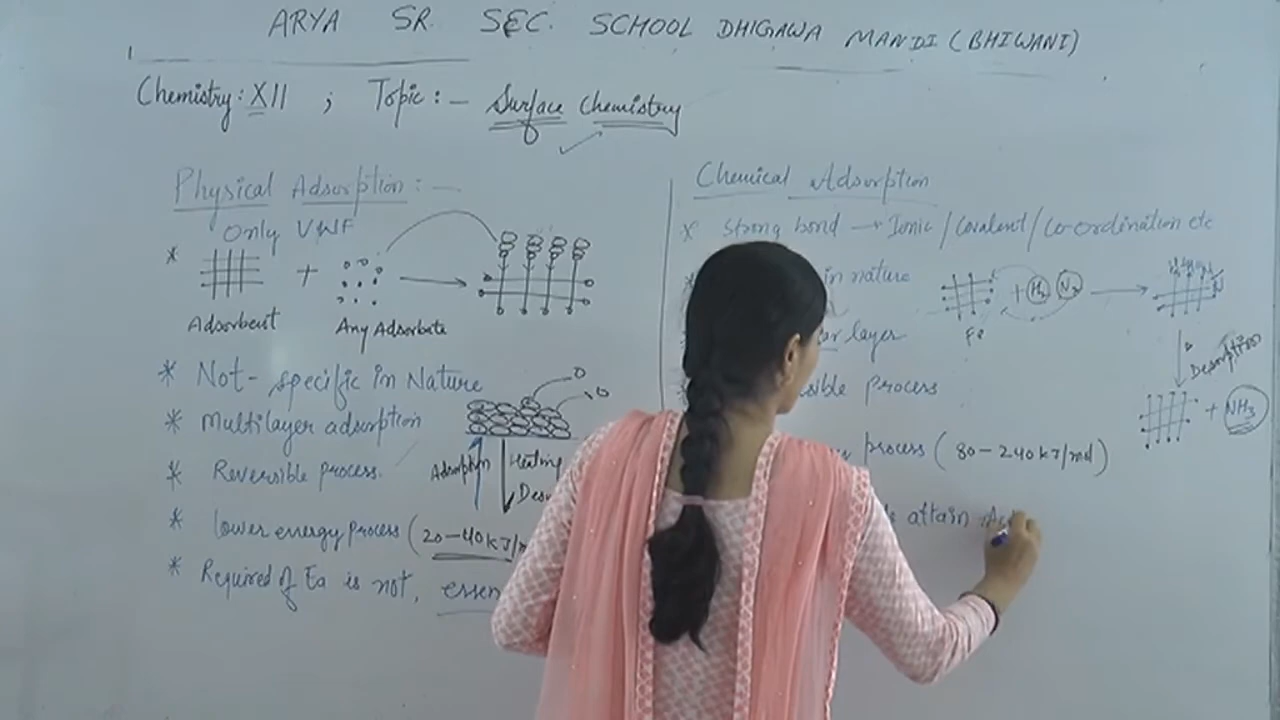 ARYA SR. SEC. SCHOOL DHIGAWA MANDI (BHIWANI)
Chemistry: XII ; Topic :- Surface Chemistry
Physical Adsorption : -
Only VWF
* +
Adsorbent Any Adsorbate
* Not-specific in Nature
* Multilayer adsorption
Adsorption Heating
* Reversible process.
* lower energy process (20-40 kJ/
* Required of Ea is not, essen
Chemical Adsorption
* Strong bond → Ionic / Covalent / Co-ordination etc
in nature
+ H2 N2
Fe
layer
Desorption
+ NH3
process
process (80-240 kJ/mol)
attain